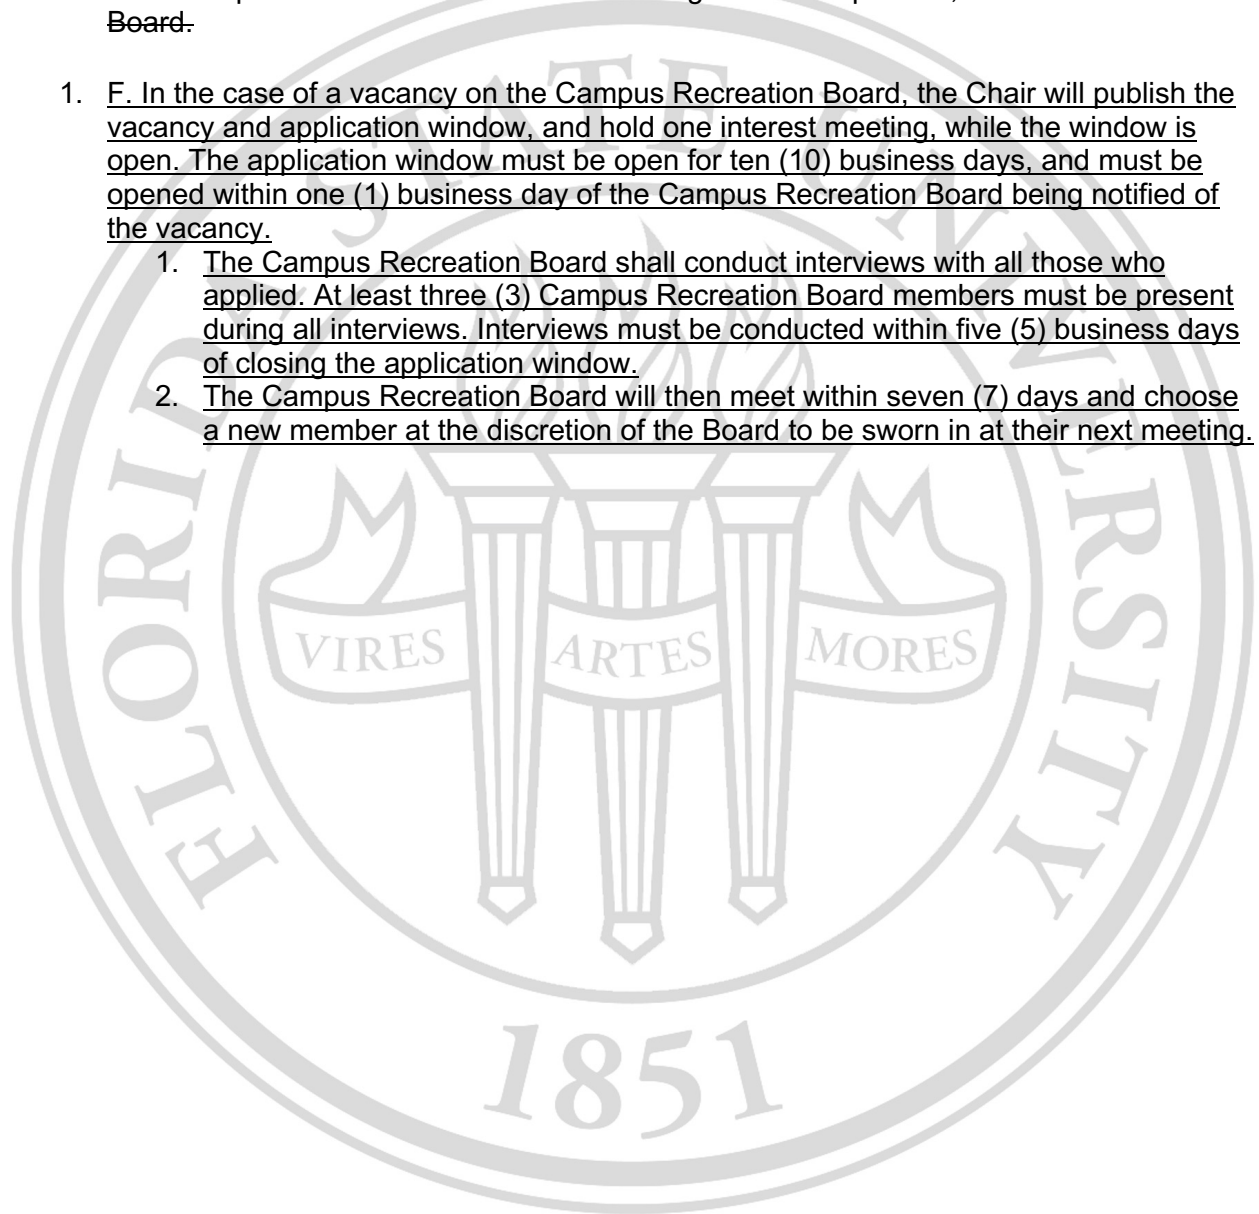 Board.
1. F. In the case of a vacancy on the Campus Recreation Board, the Chair will publish the
vacancy and application window, and hold one interest meeting, while the window is
open. The application window must be open for ten (10) business days, and must be
opened within one (1) business day of the Campus Recreation Board being notified of
the vacancy.
1. The Campus Recreation Board shall conduct interviews with all those who
applied. At least three (3) Campus Recreation Board members must be present
during all interviews. Interviews must be conducted within five (5) business days
of closing the application window.
2. The Campus Recreation Board will then meet within seven (7) days and choose
a new member at the discretion of the Board to be sworn in at their next meeting.
FLORIDA STATE UNIVERSITY
VIRES ARTES MORES
1851